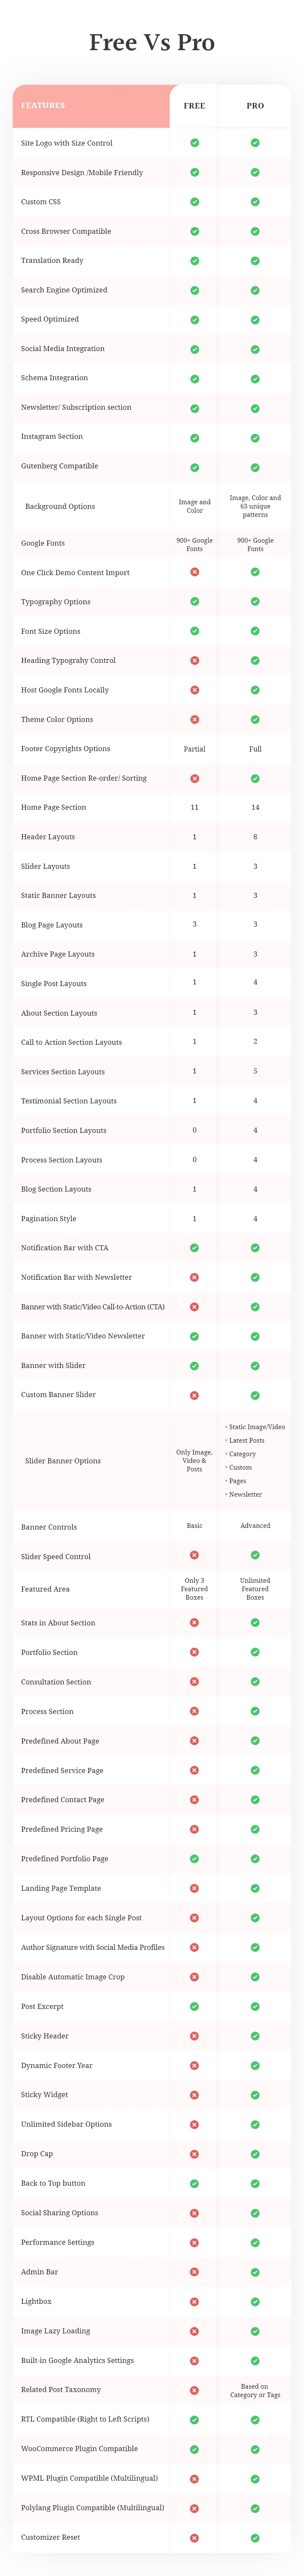 Free Vs Pro
FEATURES FREE PRO
Site Logo with Size Control
Responsive Design /Mobile Friendly
Custom CSS
Cross Browser Compatible
Translation Ready
Search Engine Optimized
Speed Optimized
Social Media Integration
Schema Integration
Newsletter/ Subscription section
Instagram Section
Gutenberg Compatible
Background Options
Image and
Color
Image, Color and
63 unique
patterns
Google Fonts
900+ Google
Fonts
900+ Google
Fonts
One Click Demo Content Import
Typography Options
Font Size Options
Heading Typograhy Control
Host Google Fonts Locally
Theme Color Options
Footer Copyrights Options Partial Full
Home Page Section Re-order/ Sorting
Home Page Section 11 14
Header Layouts 1 8
Slider Layouts 1 3
Static Banner Layouts 1 3
Blog Page Layouts 3 3
Archive Page Layouts 1 3
Single Post Layouts 1 4
About Section Layouts 1 3
Call to Action Section Layouts 1 2
Services Section Layouts 1 5
Testimonial Section Layouts 1 4
Portfolio Section Layouts 0 4
Process Section Layouts 0 4
Blog Section Layouts 1 4
Pagination Style 1 4
Notification Bar with CTA
Notification Bar with Newsletter
Banner with Static/Video Call-to-Action (CTA)
Banner with Static/Video Newsletter
Banner with Slider
Custom Banner Slider
Slider Banner Options
Only Image,
Video &
Posts
• Static Image/Video
• Latest Posts
• Category
• Custom
• Pages
• Newsletter
Banner Controls Basic Advanced
Slider Speed Control
Featured Area
Only 3
Featured
Boxes
Unlimited
Featured
Boxes
Stats in About Section
Portfolio Section
Consultation Section
Process Section
Predefined About Page
Predefined Service Page
Predefined Contact Page
Predefined Pricing Page
Predefined Portfolio Page
Landing Page Template
Layout Options for each Single Post
Author Signature with Social Media Profiles
Disable Automatic Image Crop
Post Excerpt
Sticky Header
Dynamic Footer Year
Sticky Widget
Unlimited Sidebar Options
Drop Cap
Back to Top button
Social Sharing Options
Performance Settings
Admin Bar
Lightbox
Image Lazy Loading
Built-in Google Analytics Settings
Related Post Taxonomy
Based on
Category or Tags
RTL Compatible (Right to Left Scripts)
WooCommerce Plugin Compatible
WPML Plugin Compatible (Multilingual)
Polylang Plugin Compatible (Multilingual)
Customizer Reset